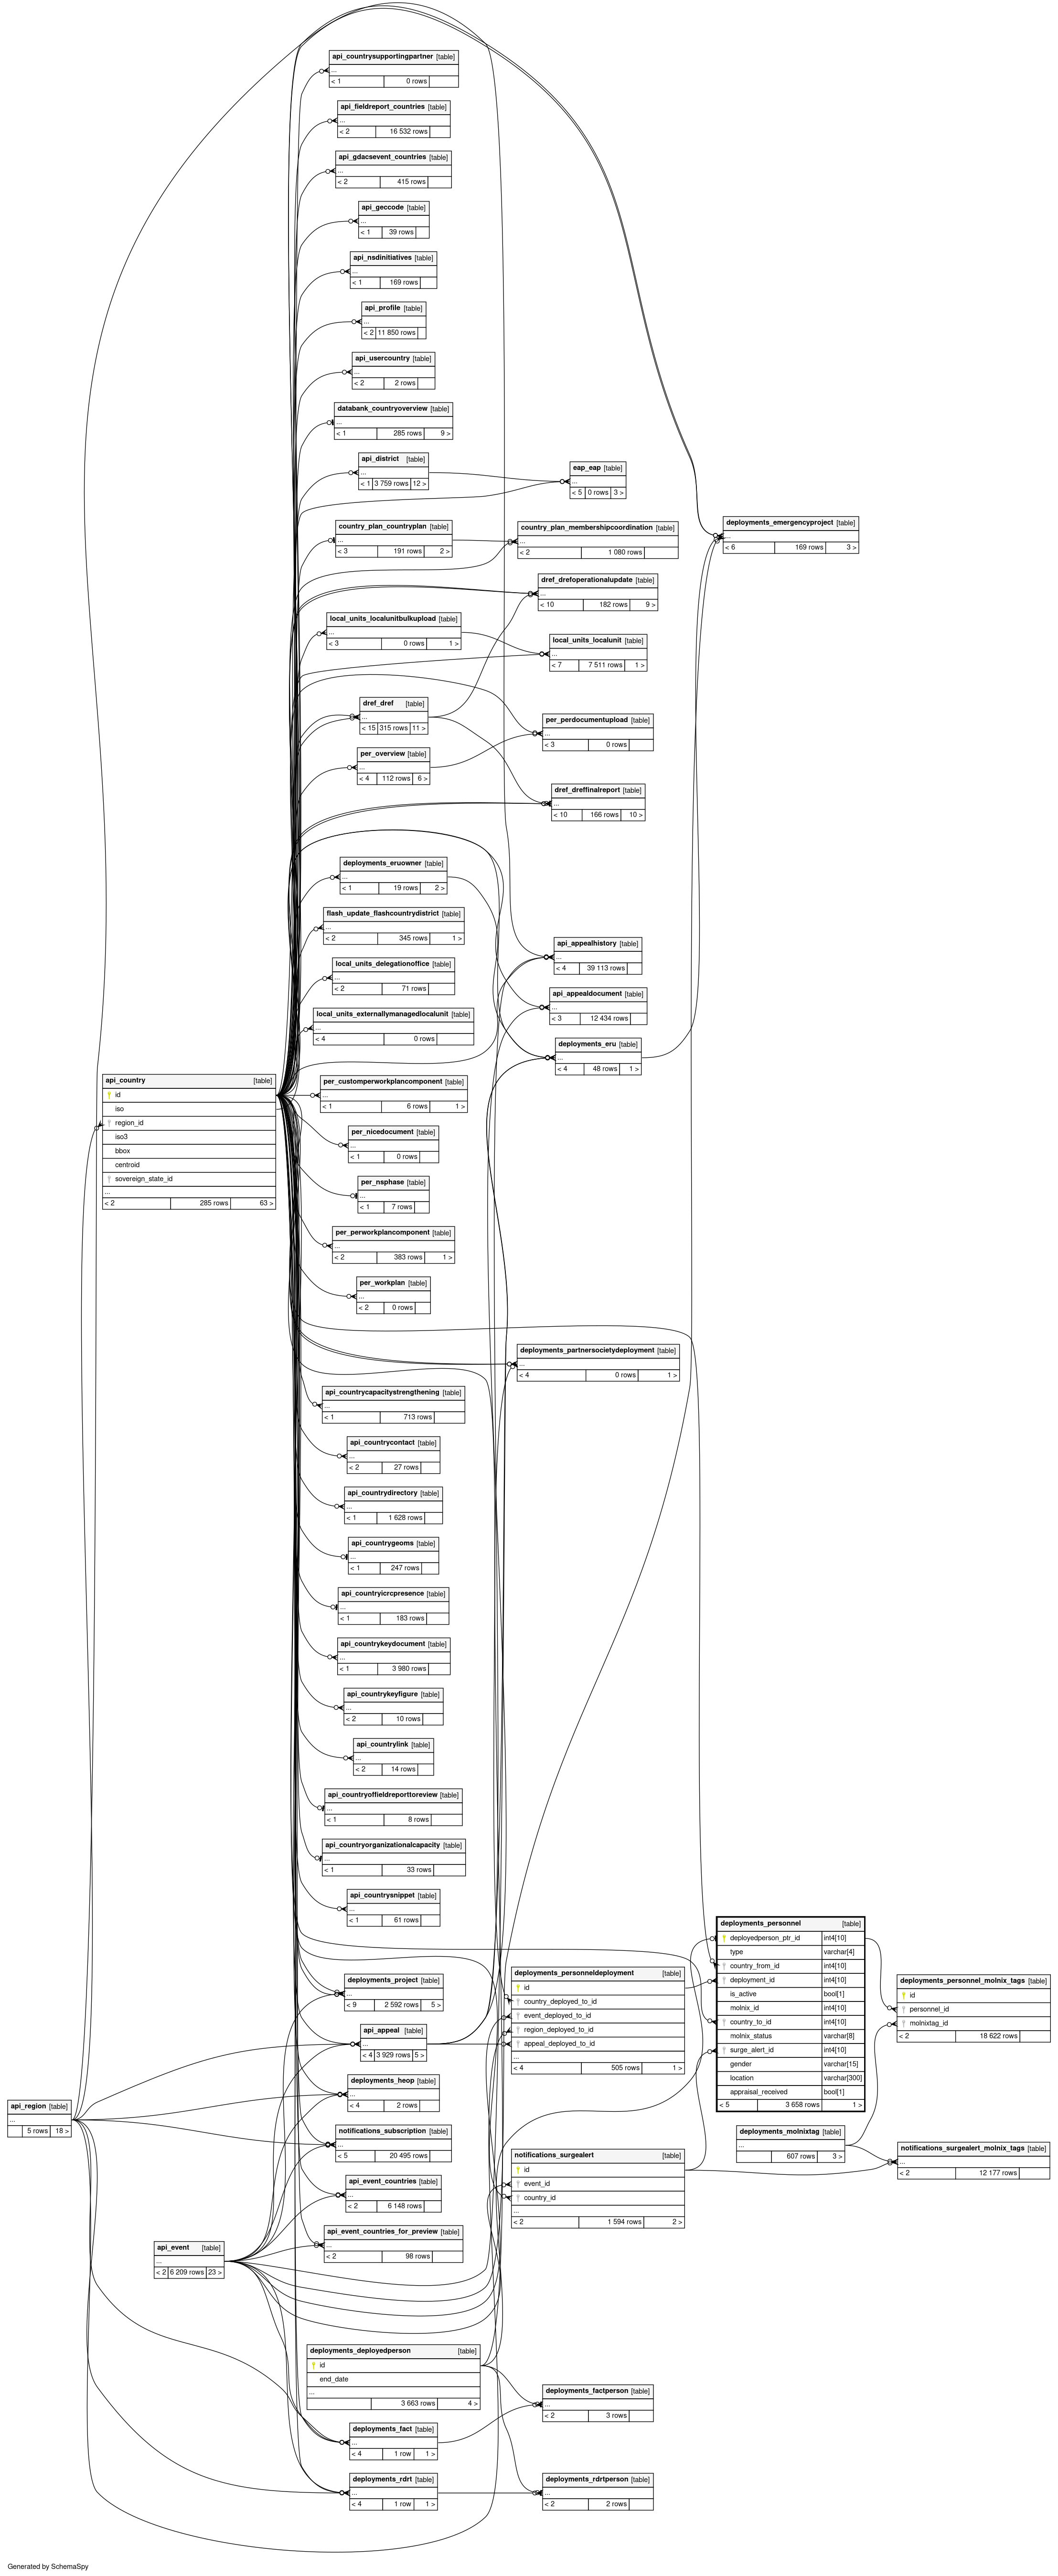 api_countrysupportingpartner [table]
...
< 1 0 rows
api_fieldreport_countries [table]
...
< 2 16 532 rows
api_gdacsevent_countries [table]
...
< 2 415 rows
api_geccode [table]
...
< 1 39 rows
api_nsdinitiatives [table]
...
< 1 169 rows
api_profile [table]
...
< 2 11 850 rows
api_usercountry [table]
...
< 2 2 rows
databank_countryoverview [table]
...
< 1 285 rows 9 >
api_district [table]
...
< 1 3 759 rows 12 >
eap_eap [table]
...
< 5 0 rows 3 >
country_plan_countryplan [table]
...
< 3 191 rows 2 >
country_plan_membershipcoordination [table]
...
< 2 1 080 rows
deployments_emergencyproject [table]
...
< 6 169 rows 3 >
dref_drefoperationalupdate [table]
...
< 10 182 rows 9 >
local_units_localunitbulkupload [table]
...
< 3 0 rows 1 >
local_units_localunit [table]
...
< 7 7 511 rows 1 >
dref_dref [table]
...
< 15 315 rows 11 >
per_perdocumentupload [table]
...
< 3 0 rows
per_overview [table]
...
< 4 112 rows 6 >
dref_dreffinalreport [table]
...
< 10 166 rows 10 >
deployments_eruowner [table]
...
< 1 19 rows 2 >
flash_update_flashcountrydistrict [table]
...
< 2 345 rows 1 >
api_appealhistory [table]
...
< 4 39 113 rows
local_units_delegationoffice [table]
...
< 2 71 rows
api_appealdocument [table]
...
< 3 12 434 rows
local_units_externallymanagedlocalunit [table]
...
< 4 0 rows
deployments_eru [table]
...
< 4 48 rows 1 >
api_country [table]
id
iso
region_id
iso3
bbox
centroid
sovereign_state_id
...
< 2 285 rows 63 >
per_customperworkplancomponent [table]
...
< 1 6 rows 1 >
per_nicedocument [table]
...
< 1 0 rows
per_nsphase [table]
...
< 1 7 rows
per_perworkplancomponent [table]
...
< 2 383 rows 1 >
per_workplan [table]
...
< 2 0 rows
deployments_partnersocietydeployment [table]
...
< 4 0 rows 1 >
api_countrycapacitystrengthening [table]
...
< 1 713 rows
api_countrycontact [table]
...
< 2 27 rows
api_countrydirectory [table]
...
< 1 1 628 rows
api_countrygeoms [table]
...
< 1 247 rows
api_countryicrcpresence [table]
...
< 1 183 rows
api_countrykeydocument [table]
...
< 1 3 980 rows
api_countrykeyfigure [table]
...
< 2 10 rows
api_countrylink [table]
...
< 2 14 rows
api_countryoffieldreporttoreview [table]
...
< 1 8 rows
api_countryorganizationalcapacity [table]
...
< 1 33 rows
api_countrysnippet [table]
...
< 1 61 rows
deployments_personnel [table]
deployedperson_ptr_id int4[10]
type varchar[4]
country_from_id int4[10]
deployment_id int4[10]
is_active bool[1]
molnix_id int4[10]
country_to_id int4[10]
molnix_status varchar[8]
surge_alert_id int4[10]
gender varchar[15]
location varchar[300]
appraisal_received bool[1]
< 5 3 658 rows 1 >
deployments_personneldeployment [table]
id
country_deployed_to_id
event_deployed_to_id
region_deployed_to_id
appeal_deployed_to_id
...
< 4 505 rows 1 >
deployments_personnel_molnix_tags [table]
id
personnel_id
molnixtag_id
< 2 18 622 rows
deployments_project [table]
...
< 9 2 592 rows 5 >
api_appeal [table]
...
< 4 3 929 rows 5 >
deployments_heop [table]
...
< 4 2 rows
api_region [table]
...
5 rows 18 >
notifications_subscription [table]
...
< 5 20 495 rows
deployments_molnixtag [table]
...
607 rows 3 >
notifications_surgealert [table]
id
event_id
country_id
...
< 2 1 594 rows 2 >
notifications_surgealert_molnix_tags [table]
...
< 2 12 177 rows
api_event_countries [table]
...
< 2 6 148 rows
api_event_countries_for_preview [table]
...
< 2 98 rows
api_event [table]
...
< 2 6 209 rows 23 >
deployments_deployedperson [table]
id
end_date
...
3 663 rows 4 >
deployments_factperson [table]
...
< 2 3 rows
deployments_fact [table]
...
< 4 1 row 1 >
deployments_rdrt [table]
...
< 4 1 row 1 >
deployments_rdrtperson [table]
...
< 2 2 rows
Generated by SchemaSpy